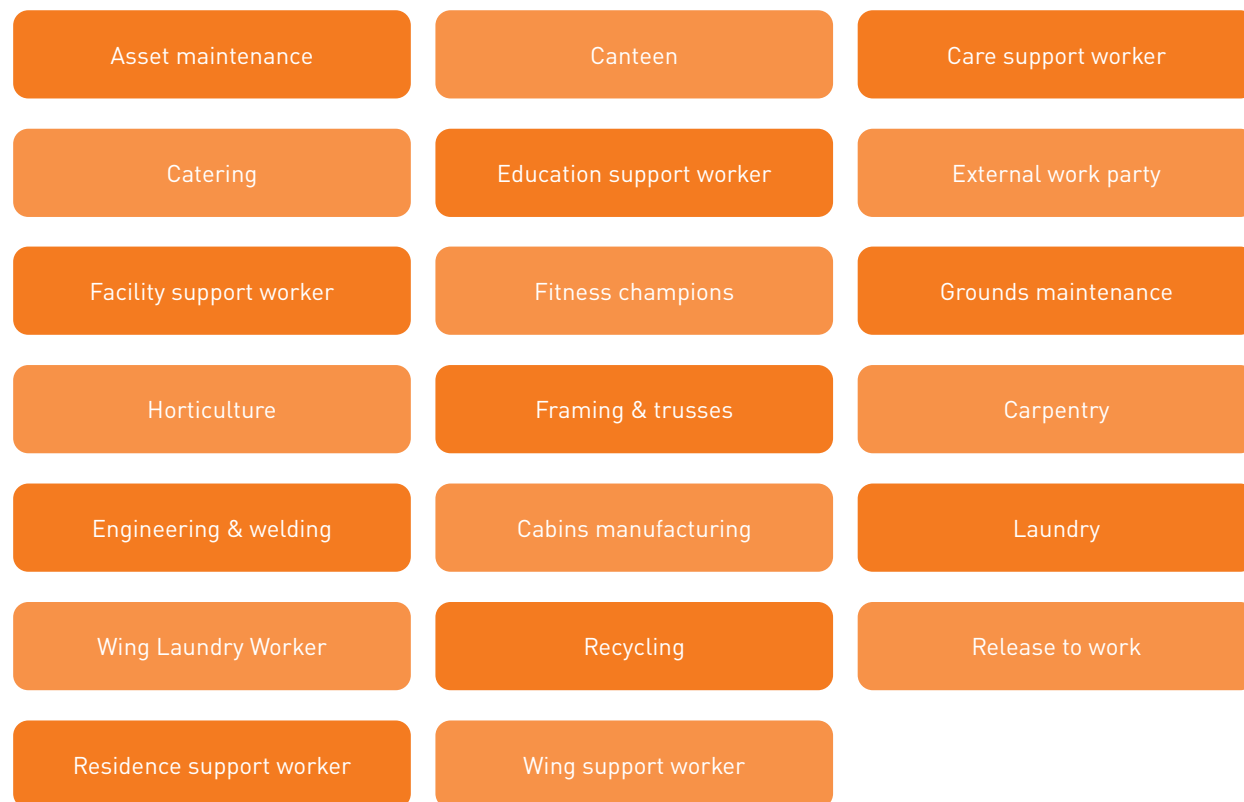 Asset maintenance
Canteen
Care support worker
Catering
Education support worker
External work party
Facility support worker
Fitness champions
Grounds maintenance
Horticulture
Framing & trusses
Carpentry
Engineering & welding
Cabins manufacturing
Laundry
Wing Laundry Worker
Recycling
Release to work
Residence support worker
Wing support worker